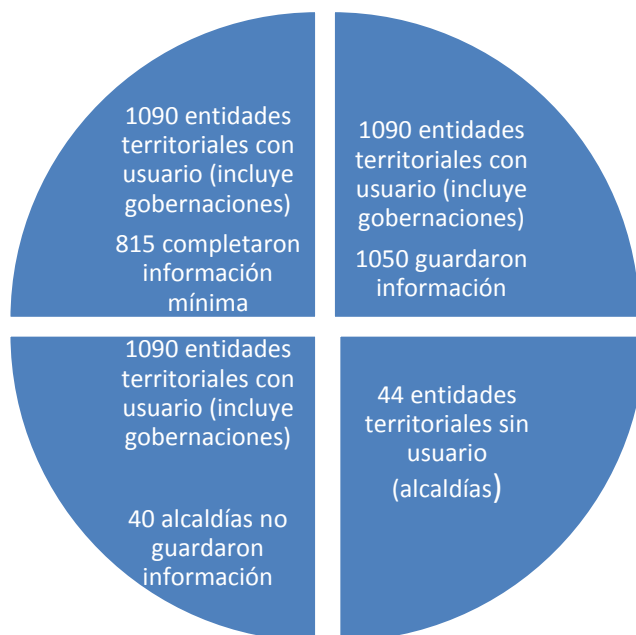 1090 entidades
territoriales con
usuario (incluye
gobernaciones)
815 completaron
información
mínima
1090 entidades
territoriales con
usuario (incluye
gobernaciones)
1050 guardaron
información
1090 entidades
territoriales con
usuario (incluye
gobernaciones)
40 alcaldías no
guardaron
información
44 entidades
territoriales sin
usuario
(alcaldías)